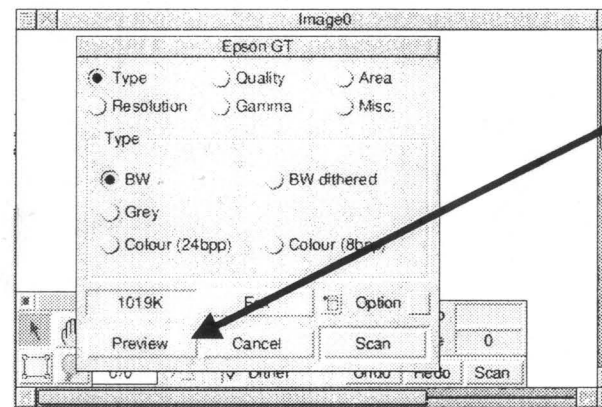 Image0
Epson GT
Type Quality Area
Resolution Gamma Misc.
Type
BW BW dithered
Grey
Colour (24bpp) Colour (8bpp)
1019K Option
Preview Cancel Scan
0
Dither Undo Redo Scan